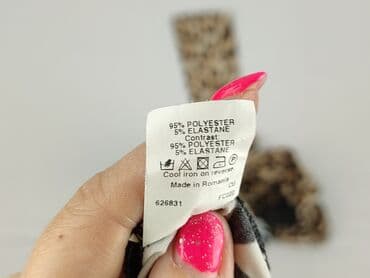 95% POLYESTER
5% ELASTANE
Contrast:
95% POLYESTER
5% ELASTANE
Cool iron on reverse
Made in Romania
626831